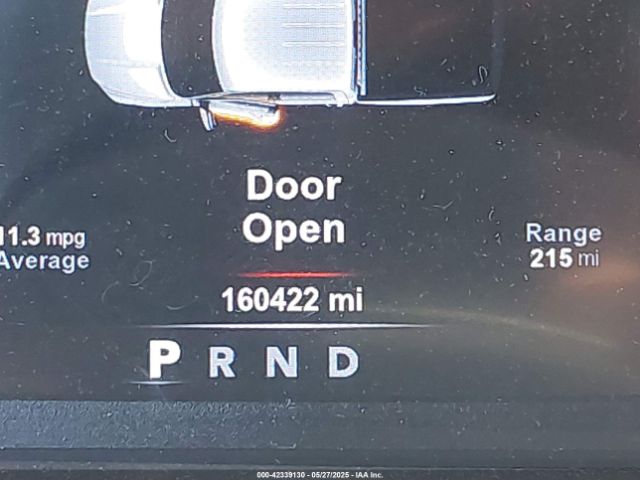 Door
Open
11.3 mpg
Average
Range
215 mi
160422 mi
P R N D
000-42339130 - 05/27/2025 - IAA Inc.